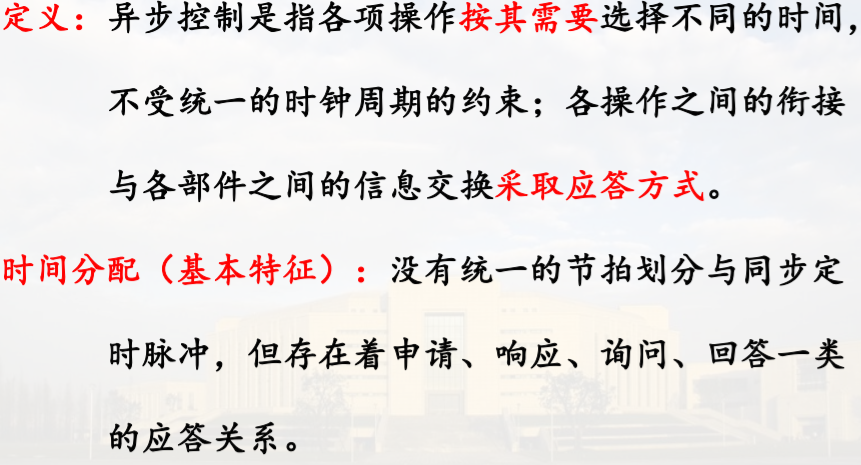 定义：异步控制是指各项操作按其需要选择不同的时间，
不受统一的时钟周期的约束；各操作之间的衔接
与各部件之间的信息交换采取应答方式。
时间分配（基本特征）：没有统一的节拍划分与同步定
时脉冲，但存在着申请、响应、询问、回答一类
的应答关系。